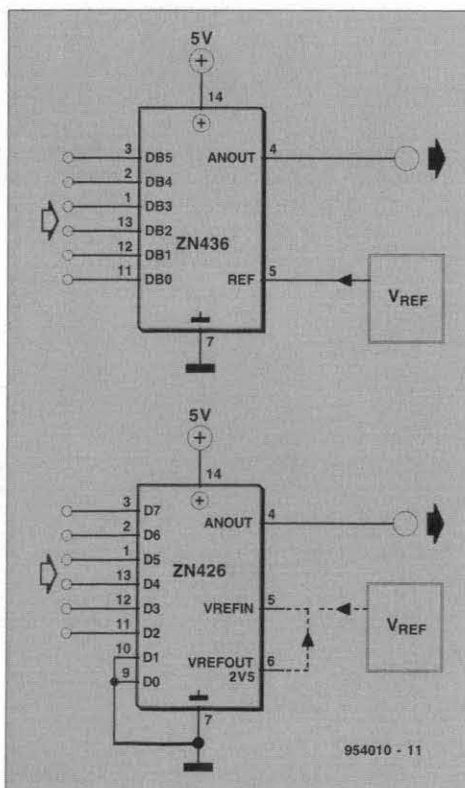 5V
14
3 DB5 ANOUT 4
2 DB4
1 DB3
13 DB2 ZN436
12 DB1
11 DB0 REF 5
VREF
7
5V
14
3 D7 ANOUT 4
2 D6
1 D5 ZN426
13 D4
12 D3 VREFIN 5
11 D2
VREF
10 D1 VREFOUT 6
9 D0 2V5
7
954010 - 11